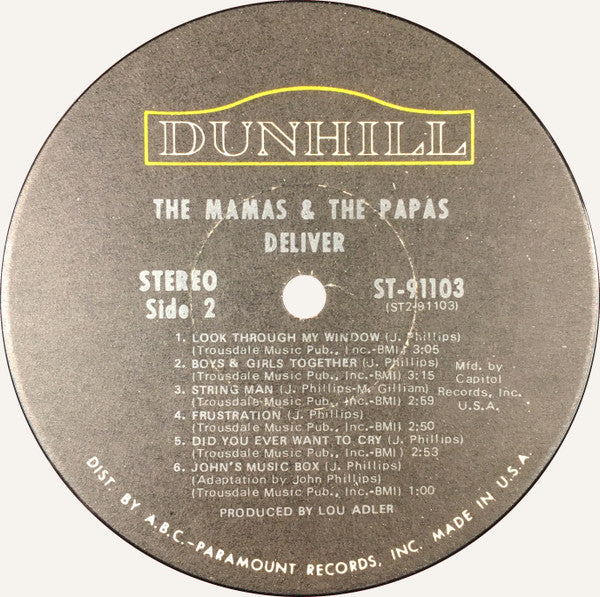 DUNHILL
THE MAMAS & THE PAPAS
DELIVER
STEREO
Side 2
ST-91103
(ST2-91103)
1. LOOK THROUGH MY WINDOW (J. Phillips)
(Trousdale Music Pub., Inc.-BMI) 3:05
2. BOYS & GIRLS TOGETHER (J. Phillips)
(Trousdale Music Pub., Inc.-BMI) 3:15
3. STRING MAN (J. Phillips-M. Gilliam)
(Trousdale Music Pub., Inc.-BMI) 2:59
4. FRUSTRATION (J. Phillips)
(Trousdale Music Pub., Inc.-BMI) 2:50
5. DID YOU EVER WANT TO CRY (J. Phillips)
(Trousdale Music Pub., Inc.-BMI) 2:53
6. JOHN'S MUSIC BOX (J. Phillips)
(Adaptation by John Phillips)
(Trousdale Music Pub., Inc.-BMI) 1:00
Mfd. by
Capitol
Records, Inc.
U.S.A.
PRODUCED BY LOU ADLER
DIST. BY A.B.C.-PARAMOUNT RECORDS, INC. MADE IN U.S.A.